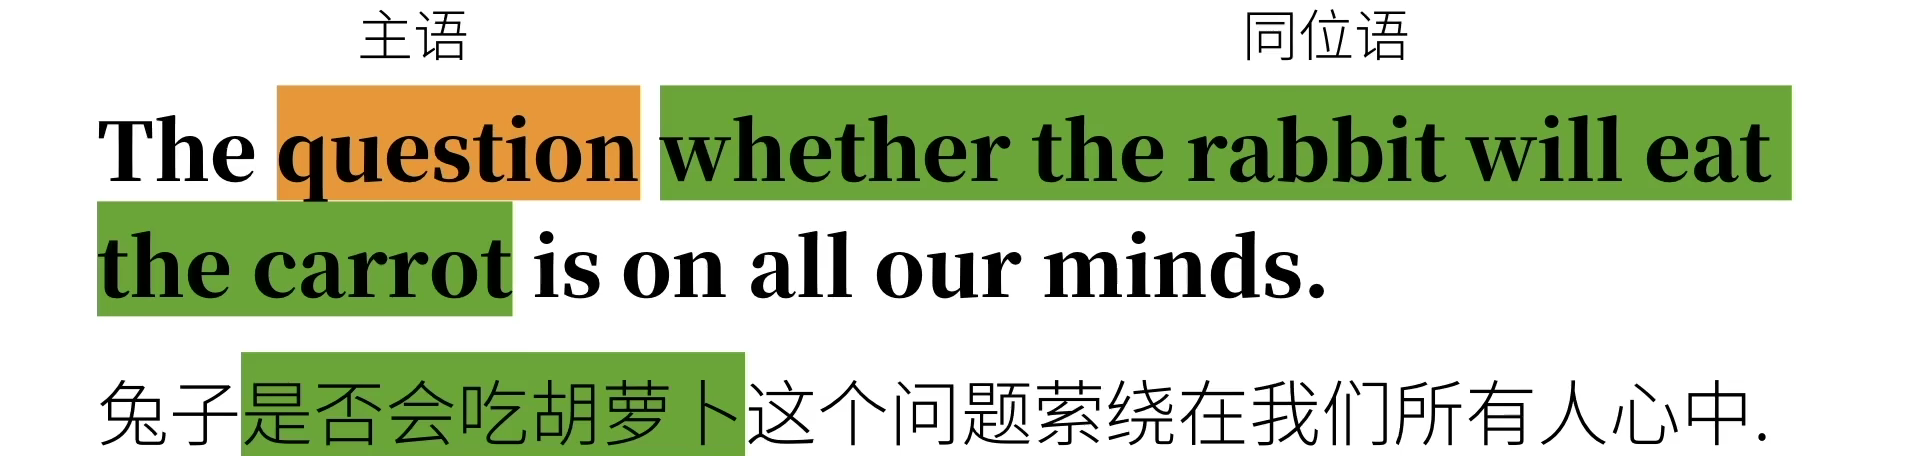 主语 同位语
The question whether the rabbit will eat
the carrot is on all our minds.
兔子是否会吃胡萝卜这个问题萦绕在我们所有人心中.